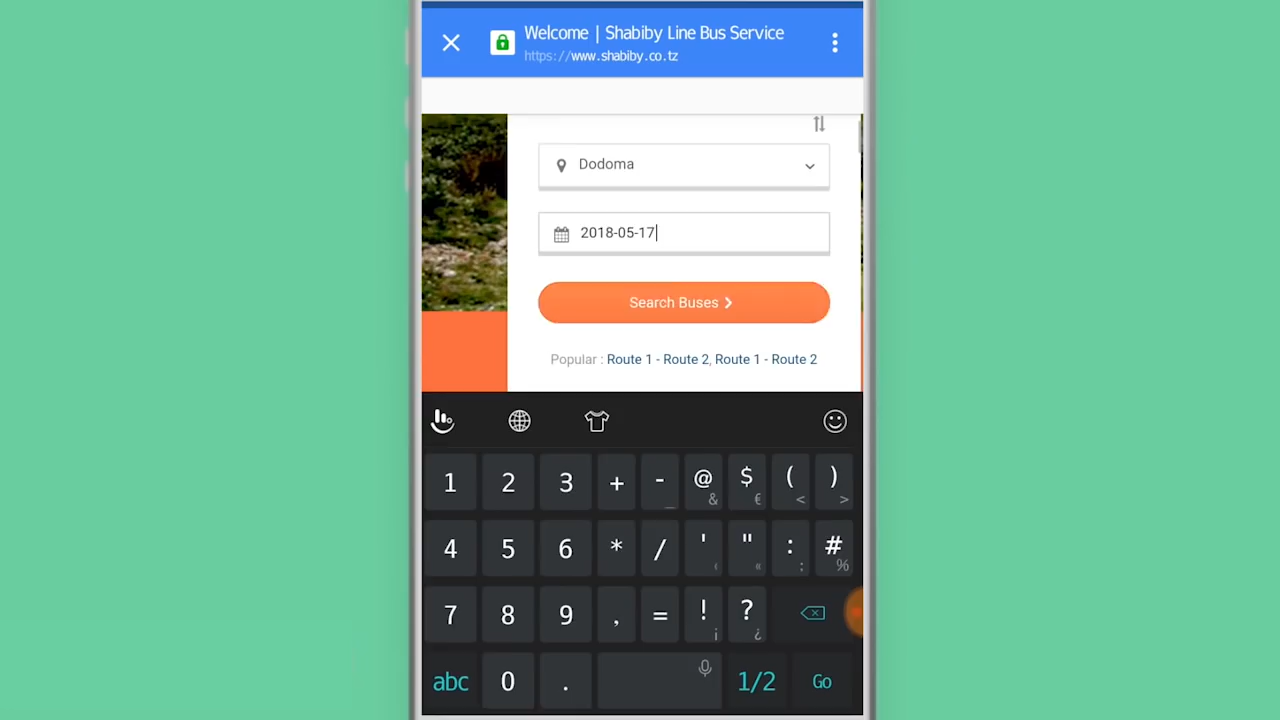 Welcome | Shabiby Line Bus Service
https://www.shabiby.co.tz
Dodoma
2018-05-17
Search Buses
Popular : Route 1 - Route 2, Route 1 - Route 2
1 2 3 + - _ @ & $ € ( < ) >
4 5 6 * / ' ‹ " « : ; # %
7 8 9 , = ! ¡ ? ¿
abc 0 . 1/2 Go